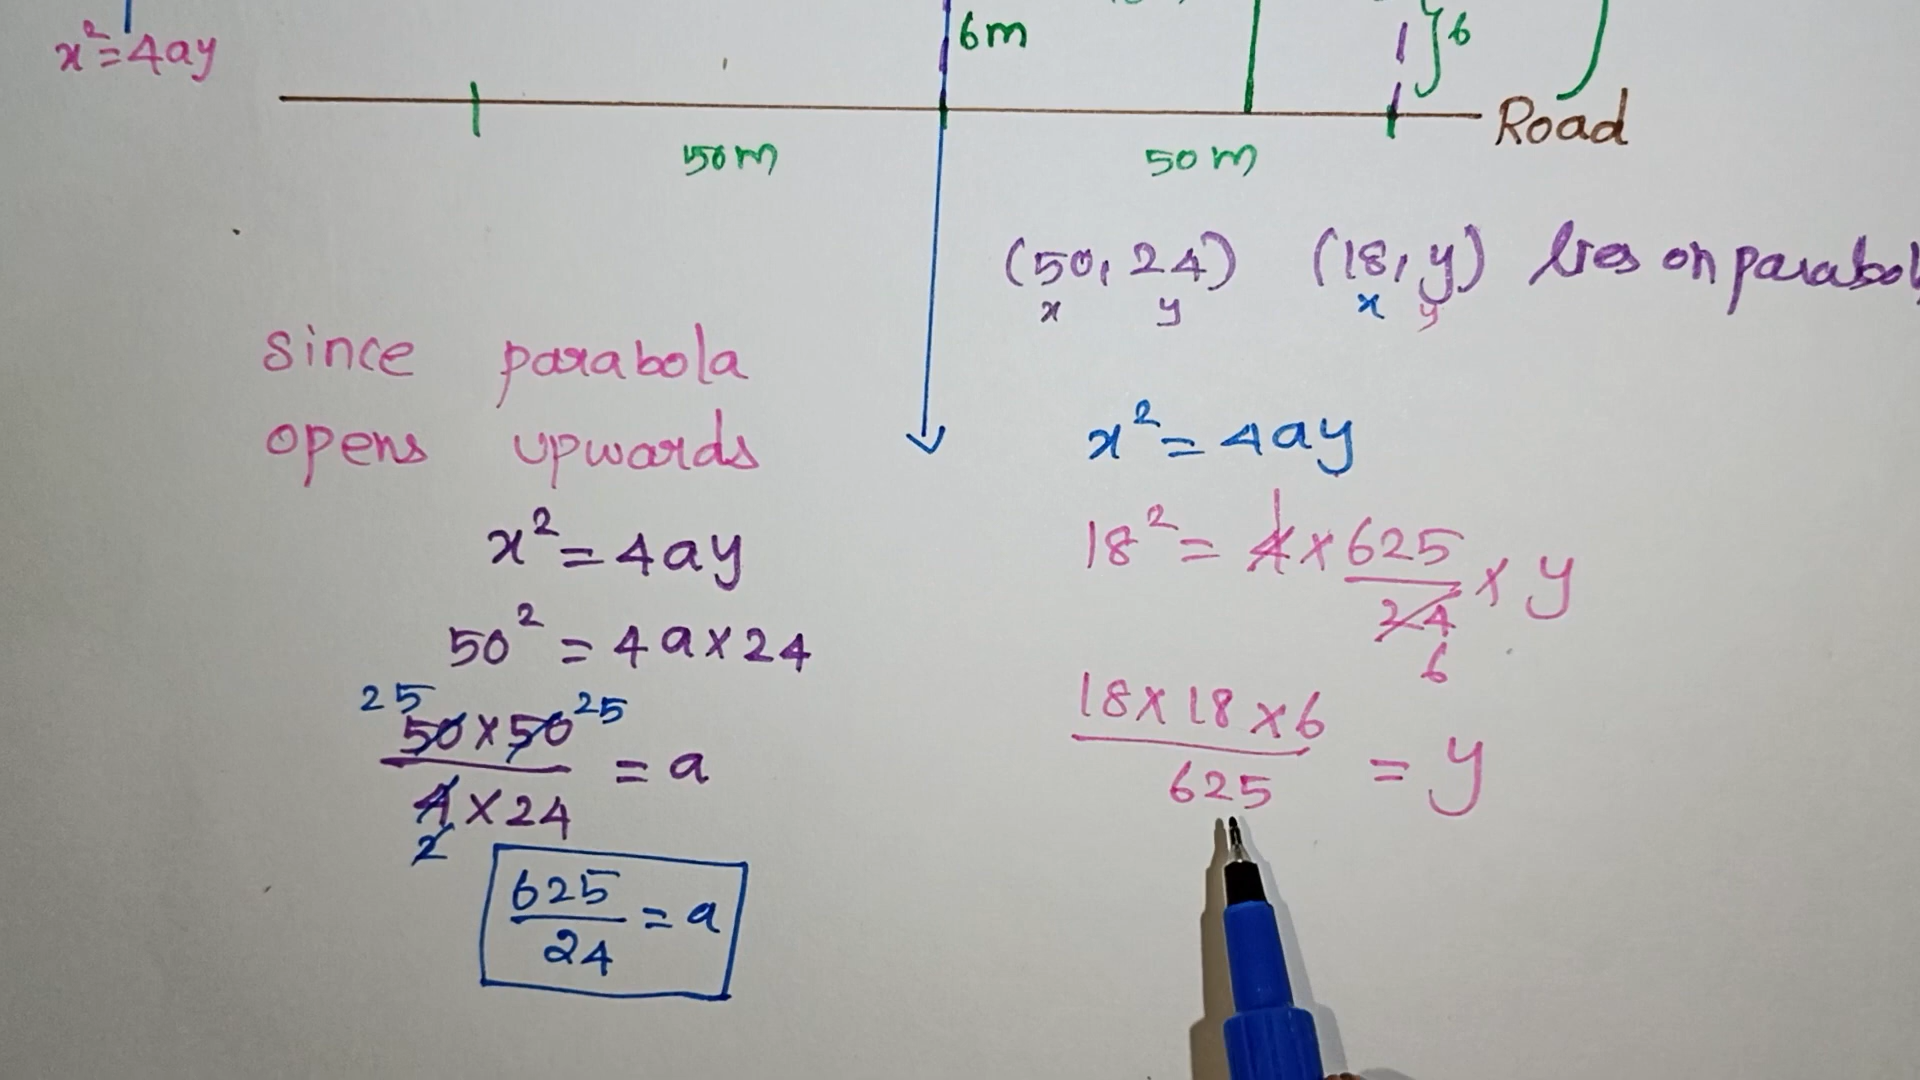 x²=4ay
6m
6
Road
50m
50m
(50, 24) (18, y) lies on
x y x y
since parabola
opens upwards
x²=4ay
50²=4a×24
25 50×50 25
4×24 =a
2
625/24 =a
x²=4ay
18²=4×625/24×y
1
6
18×18×6/625 =y